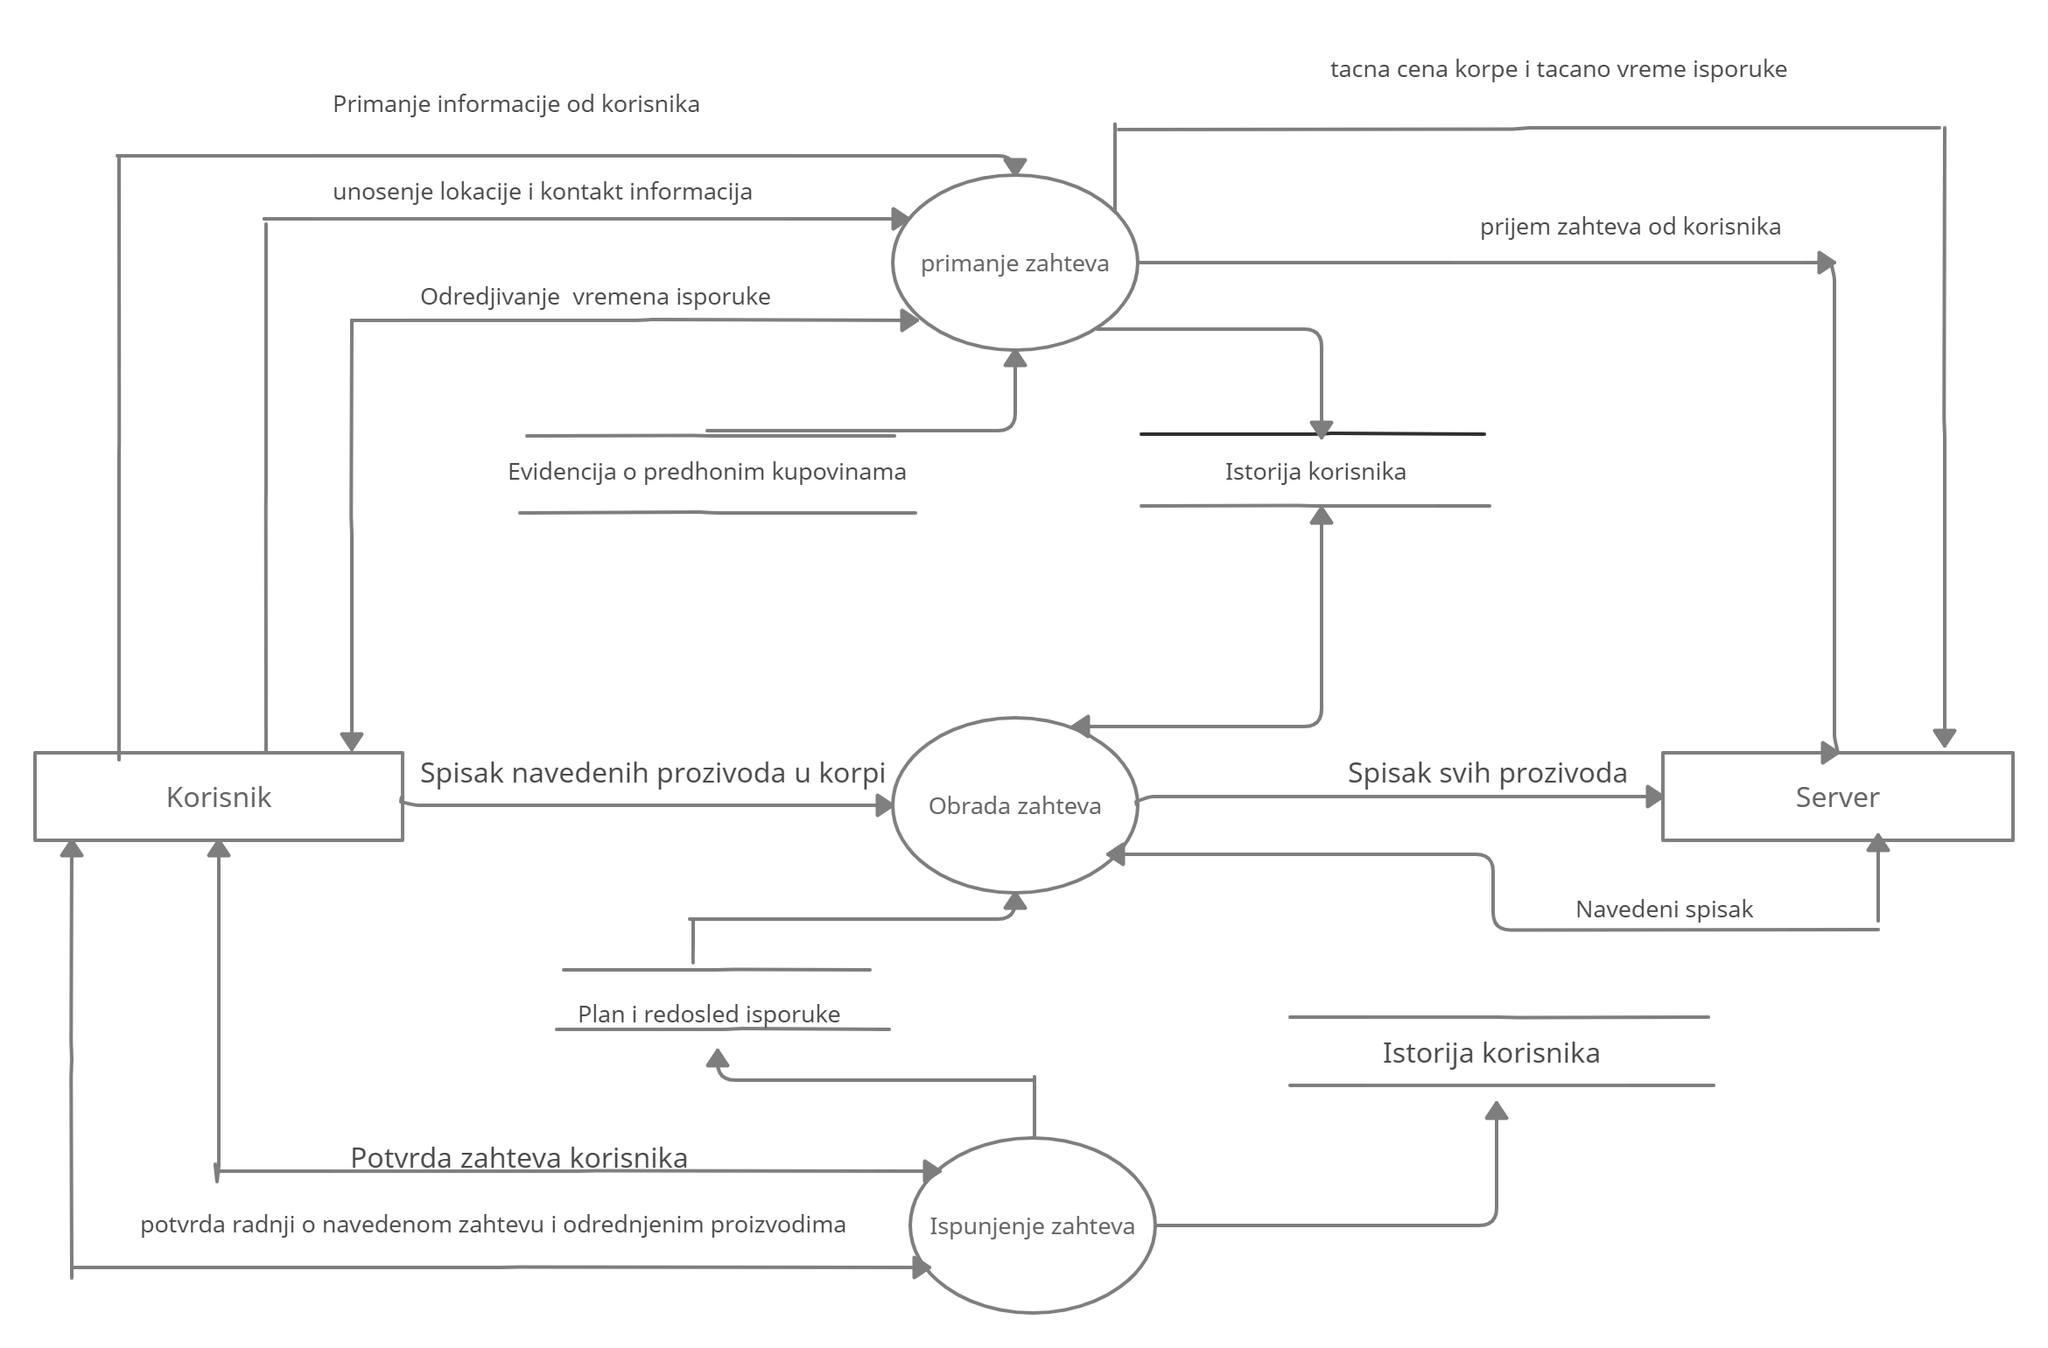 tacna cena korpe i tacano vreme isporuke
Primanje informacije od korisnika
unosenje lokacije i kontakt informacija
prijem zahteva od korisnika
primanje zahteva
Odredjivanje  vremena isporuke
Evidencija o predhonim kupovinama
Istorija korisnika
Korisnik
Spisak navedenih prozivoda u korpi
Obrada zahteva
Spisak svih prozivoda
Server
Navedeni spisak
Plan i redosled isporuke
Istorija korisnika
Potvrda zahteva korisnika
potvrda radnji o navedenom zahtevu i odrednjenim proizvodima
Ispunjenje zahteva